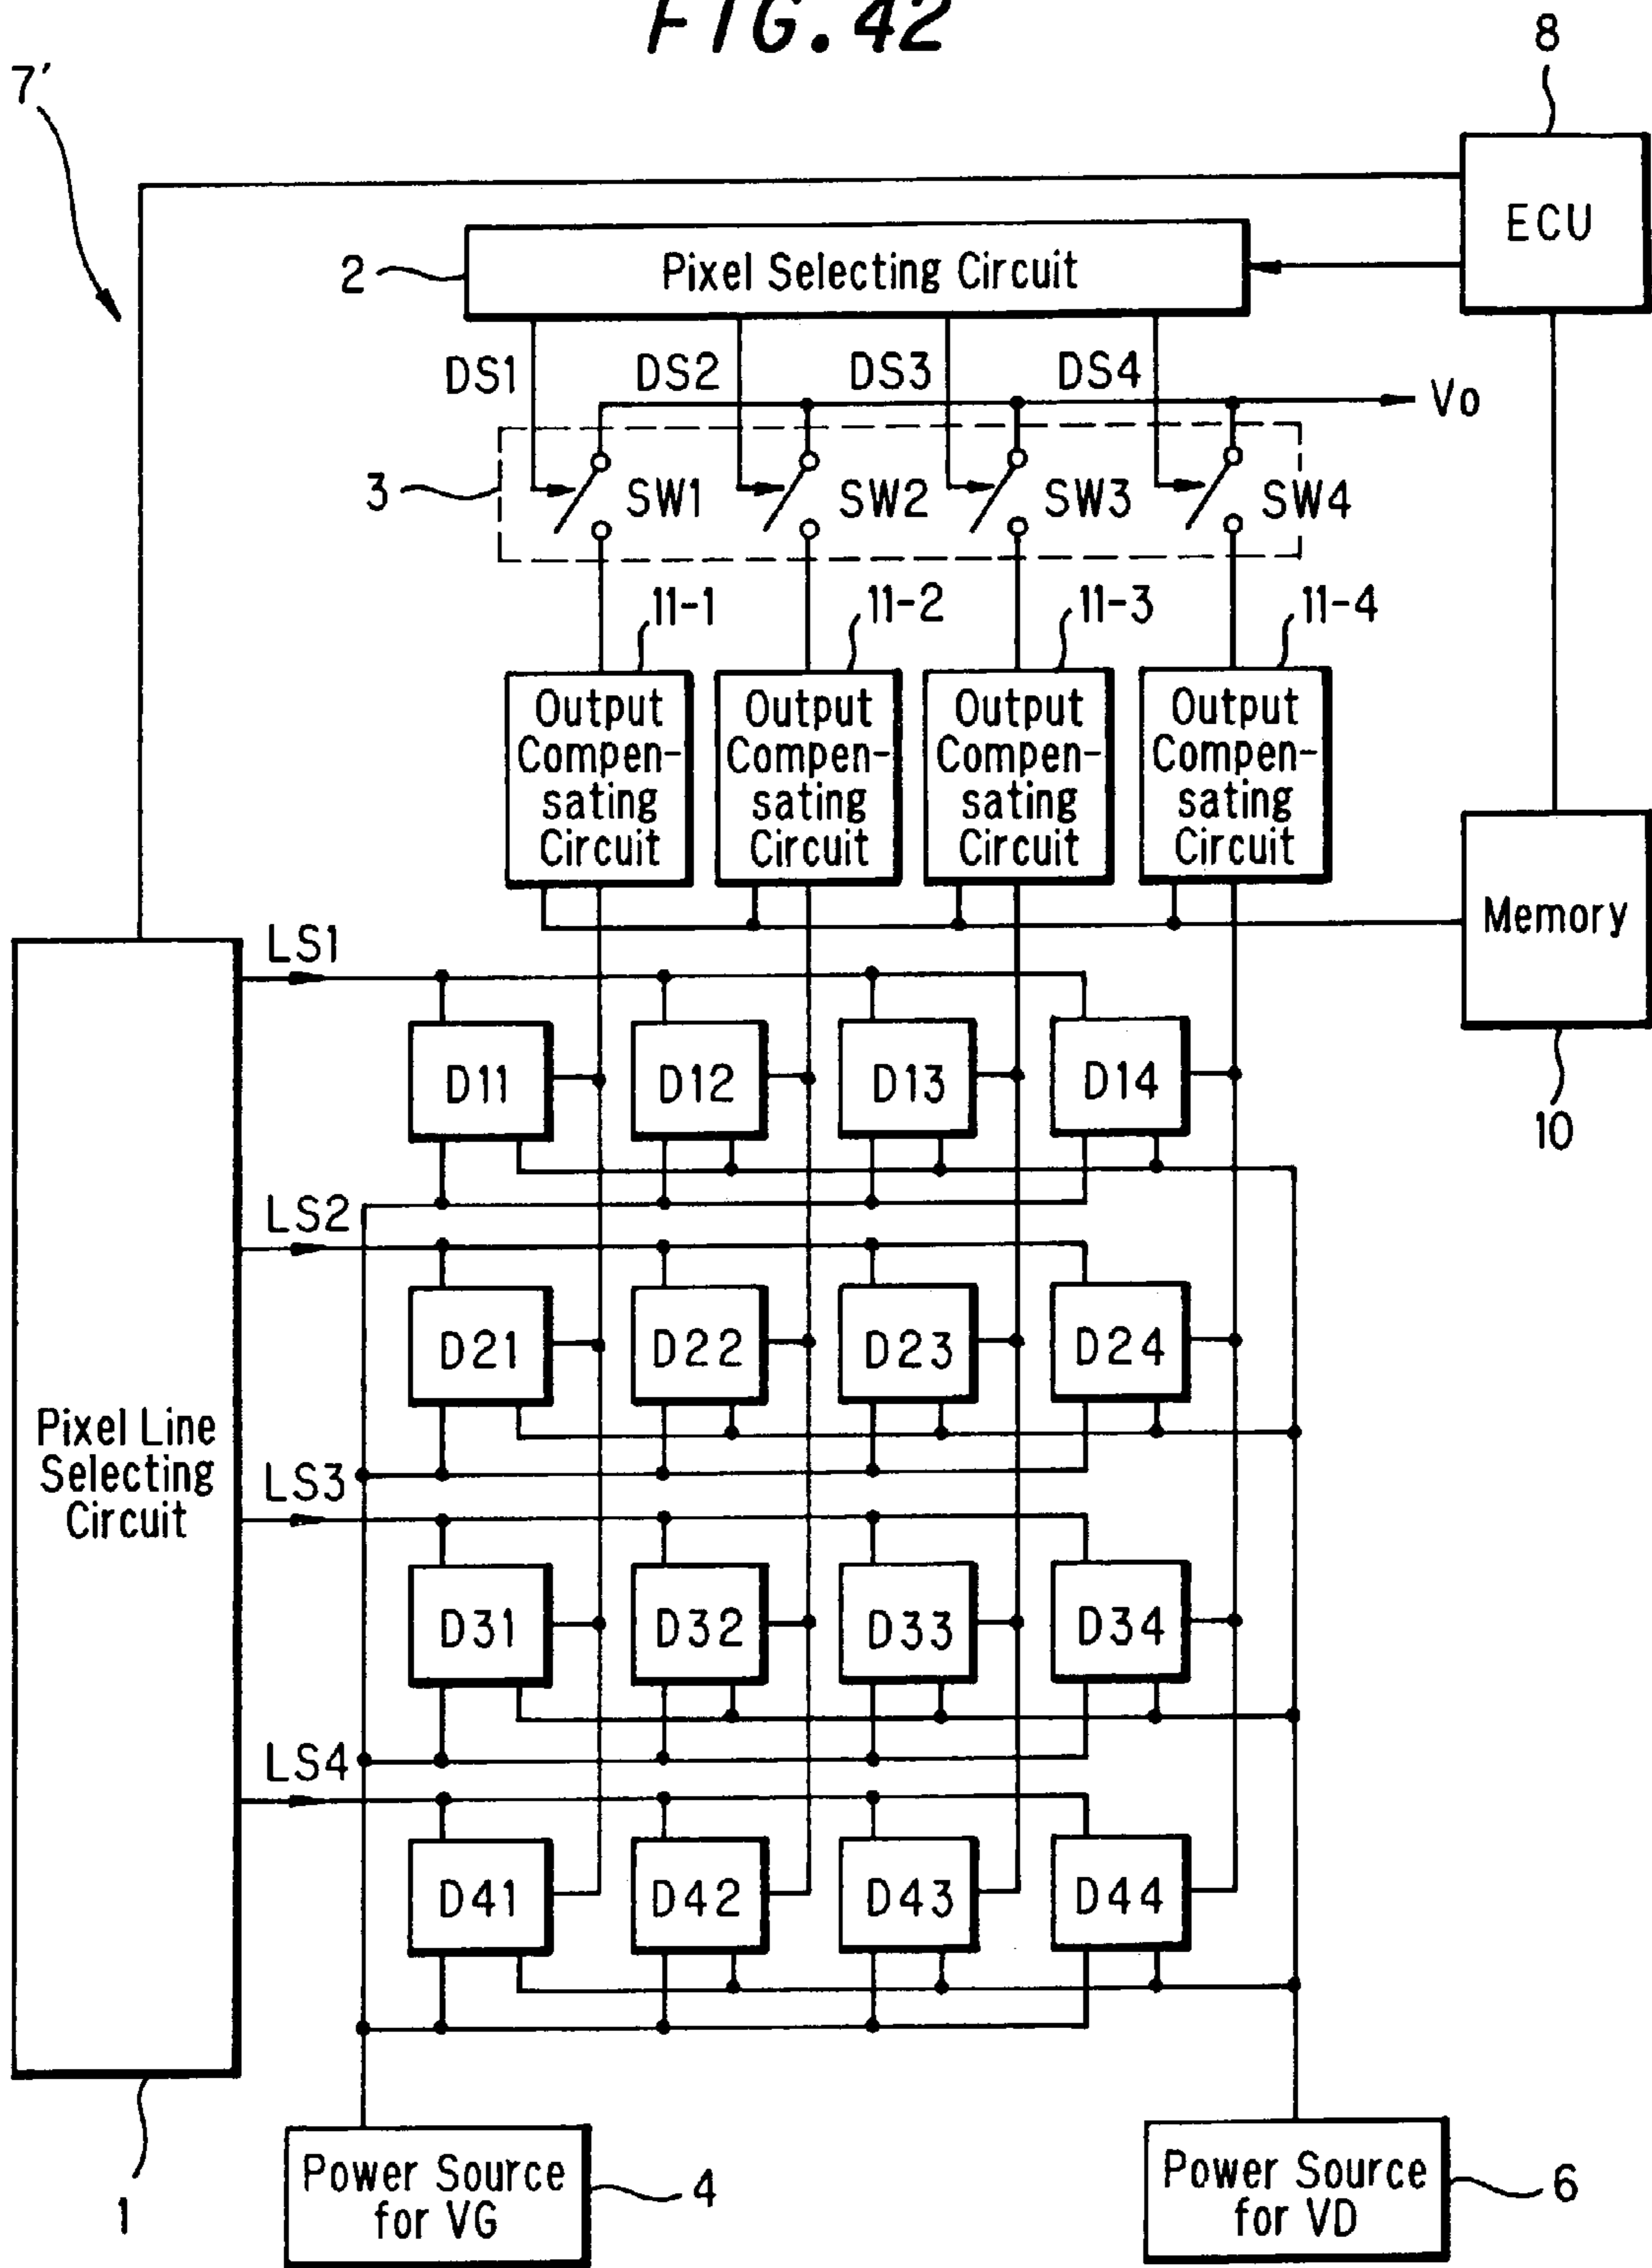 FIG.42
7'
8
ECU
2
Pixel Selecting Circuit
DS1
DS2
DS3
DS4
Vo
3
SW1
SW2
SW3
SW4
11-1
11-2
11-3
11-4
Output
Compen-
sating
Circuit
Output
Compen-
sating
Circuit
Output
Compen-
sating
Circuit
Output
Compen-
sating
Circuit
Memory
10
LS1
D11
D12
D13
D14
LS2
D21
D22
D23
D24
Pixel Line
Selecting
Circuit
LS3
D31
D32
D33
D34
LS4
D41
D42
D43
D44
1
Power Source
for VG
4
Power Source
for VD
6